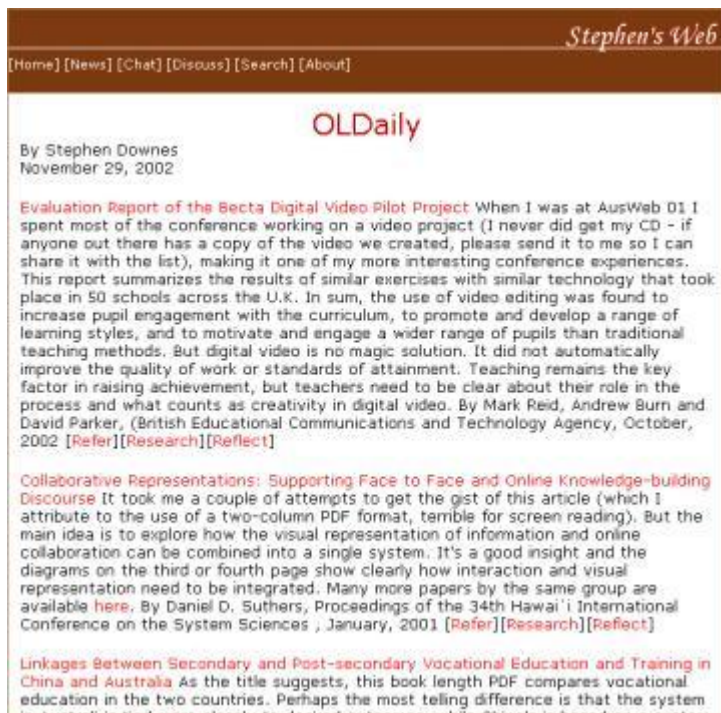 Stephen's Web
[Home] [News] [Chat] [Discuss] [Search] [About]
OLDaily
By Stephen Downes
November 29, 2002
Evaluation Report of the Becta Digital Video Pilot Project When I was at AusWeb 01 I
spent most of the conference working on a video project (I never did get my CD - if
anyone out there has a copy of the video we created, please send it to me so I can
share it with the list), making it one of my more interesting conference experiences.
This report summarizes the results of similar exercises with similar technology that took
place in 50 schools across the U.K. In sum, the use of video editing was found to
increase pupil engagement with the curriculum, to promote and develop a range of
learning styles, and to motivate and engage a wider range of pupils than traditional
teaching methods. But digital video is no magic solution. It did not automatically
improve the quality of work or standards of attainment. Teaching remains the key
factor in raising achievement, but teachers need to be clear about their role in the
process and what counts as creativity in digital video. By Mark Reid, Andrew Burn and
David Parker, (British Educational Communications and Technology Agency, October,
2002 [Refer][Research][Reflect]
Collaborative Representations: Supporting Face to Face and Online Knowledge-building
Discourse It took me a couple of attempts to get the gist of this article (which I
attribute to the use of a two-column PDF format, terrible for screen reading). But the
main idea is to explore how the visual representation of information and online
collaboration can be combined into a single system. It's a good insight and the
diagrams on the third or fourth page show clearly how interaction and visual
representation need to be integrated. Many more papers by the same group are
available here. By Daniel D. Suthers, Proceedings of the 34th Hawai`i International
Conference on the System Sciences , January, 2001 [Refer][Research][Reflect]
Linkages Between Secondary and Post-secondary Vocational Education and Training in
China and Australia As the title suggests, this book length PDF compares vocational
education in the two countries. Perhaps the most telling difference is that the system